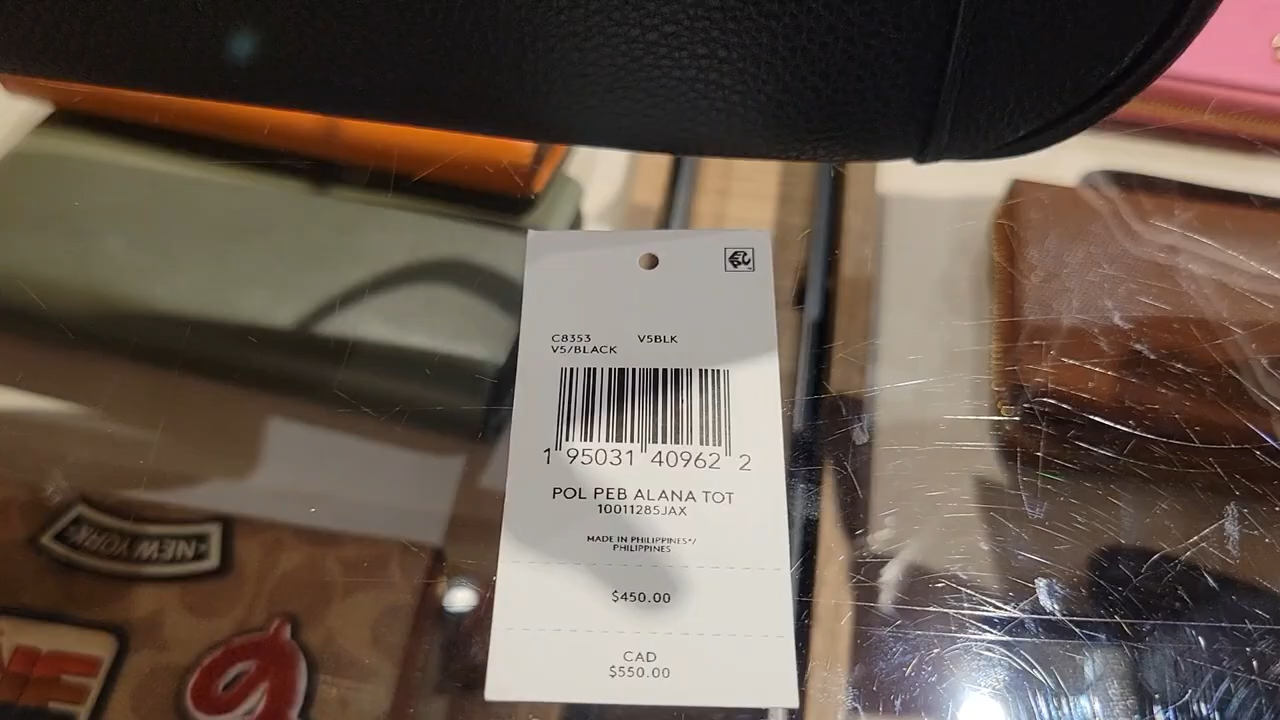 C8353 V5BLK
V5/BLACK
1 95031 40962 2
POL PEB ALANA TOT
10011285JAX
MADE IN PHILIPPINES*/
PHILIPPINES
$450.00
CAD
$550.00
NEW YORK